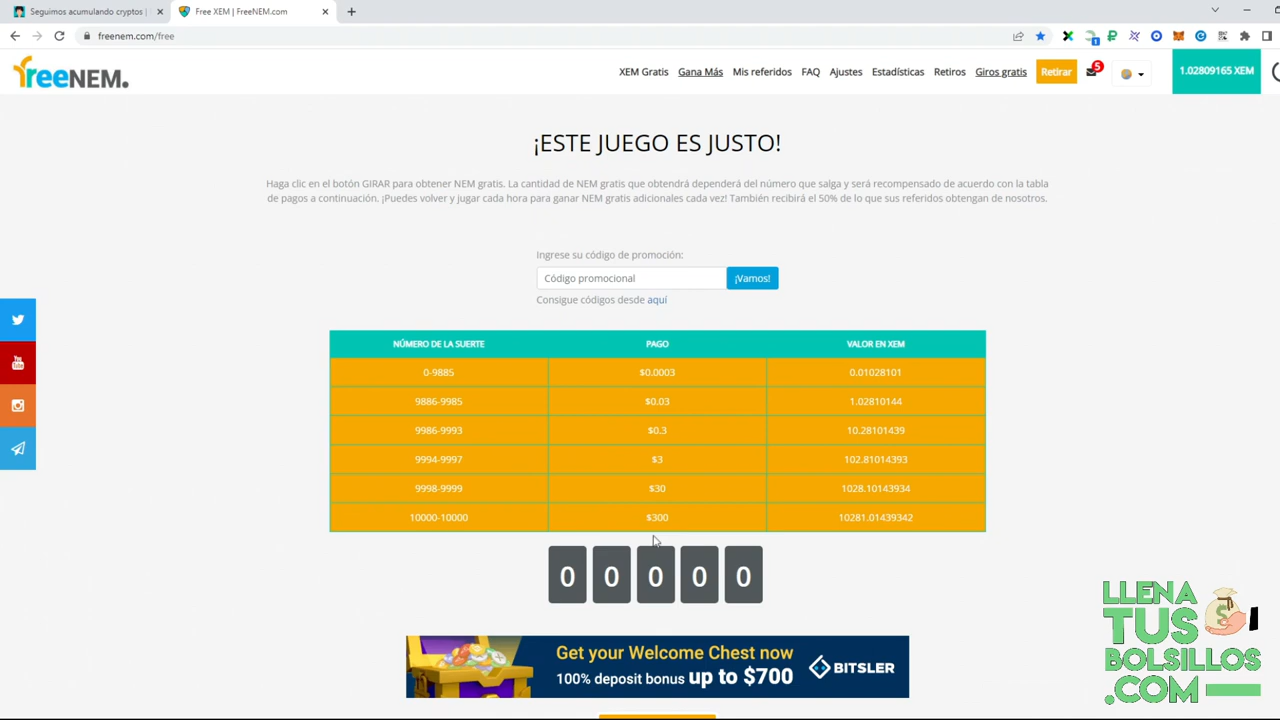 Seguimos acumulando cryptos |
Free XEM | FreeNEM.com
freenem.com/free
freeNEM.
XEM Gratis
Gana Más
Mis referidos
FAQ
Ajustes
Estadísticas
Retiros
Giros gratis
Retirar
5
1.02809165 XEM
¡ESTE JUEGO ES JUSTO!
Haga clic en el botón GIRAR para obtener NEM gratis. La cantidad de NEM gratis que obtendrá dependerá del número que salga y será recompensado de acuerdo con la tabla
de pagos a continuación. ¡Puedes volver y jugar cada hora para ganar NEM gratis adicionales cada vez! También recibirá el 50% de lo que sus referidos obtengan de nosotros.
Ingrese su código de promoción:
Código promocional
¡Vamos!
Consigue códigos desde aquí
NÚMERO DE LA SUERTE PAGO VALOR EN XEM
0-9885 $0.0003 0.01028101
9886-9985 $0.03 1.02810144
9986-9993 $0.3 10.28101439
9994-9997 $3 102.81014393
9998-9999 $30 1028.10143934
10000-10000 $300 10281.01439342
0 0 0 0 0
Get your Welcome Chest now
100% deposit bonus up to $700
BITSLER
LLENA
TUS
BOLSILLOS
.COM